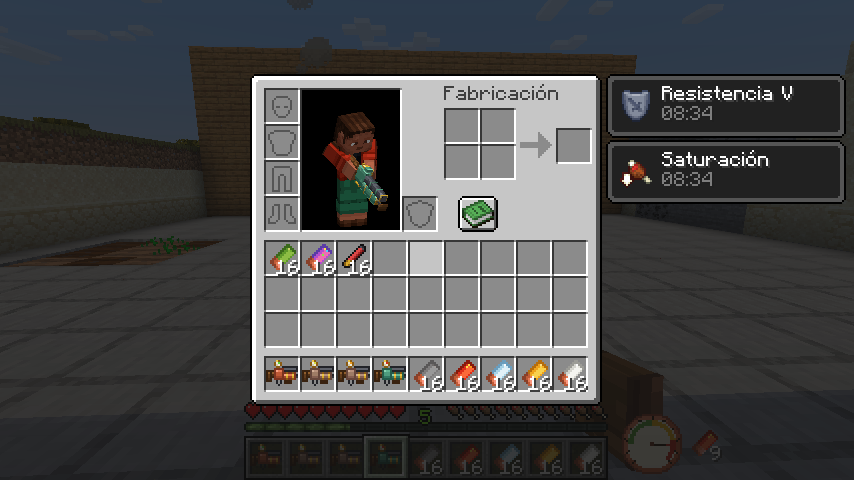 Fabricación
Resistencia V
08:34
Saturación
08:34
16 16 16
16 16 16 16 16
5
16 16 16 16 16
9